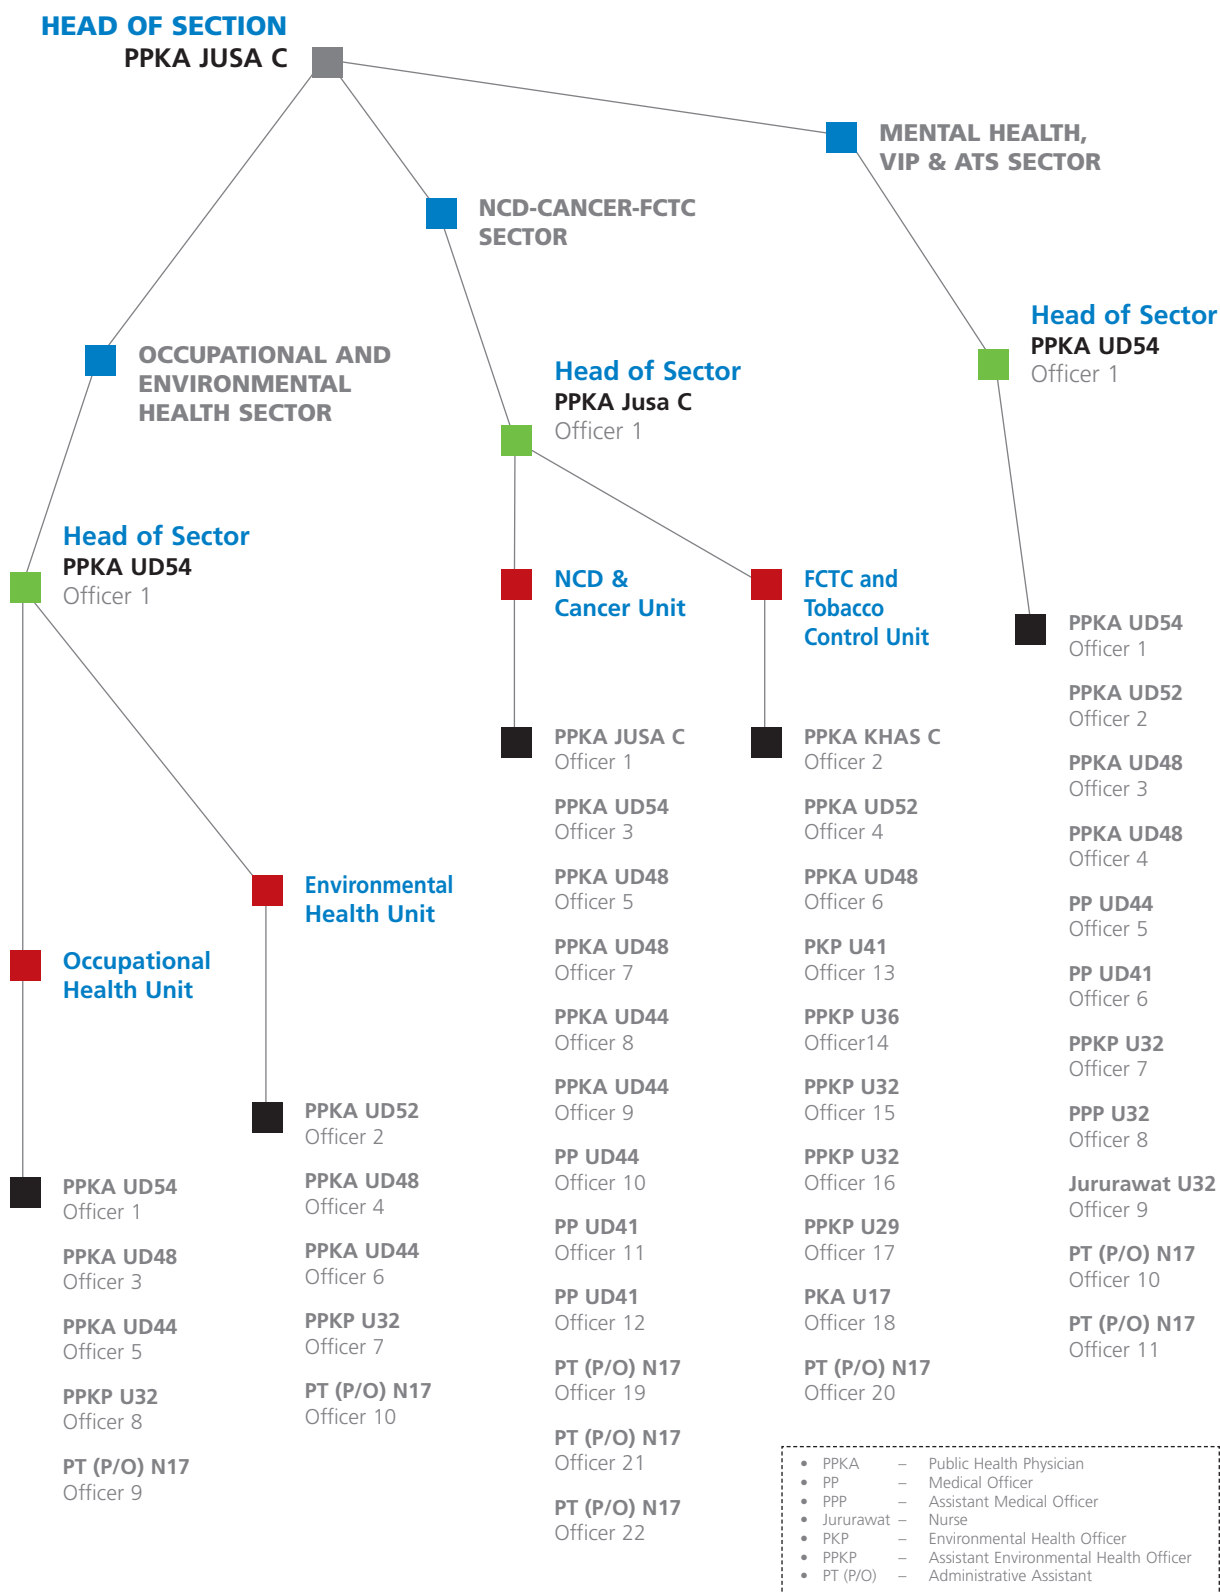 HEAD OF SECTION
PPKA JUSA C
MENTAL HEALTH,
VIP & ATS SECTOR
NCD-CANCER-FCTC
SECTOR
OCCUPATIONAL AND
ENVIRONMENTAL
HEALTH SECTOR
Head of Sector
PPKA Jusa C
Officer 1
Head of Sector
PPKA UD54
Officer 1
Head of Sector
PPKA UD54
Officer 1
NCD &
Cancer Unit
FCTC and
Tobacco
Control Unit
Environmental
Health Unit
Occupational
Health Unit
PPKA UD54
Officer 1
PPKA UD48
Officer 3
PPKA UD44
Officer 5
PPKP U32
Officer 8
PT (P/O) N17
Officer 9
PPKA UD52
Officer 2
PPKA UD48
Officer 4
PPKA UD44
Officer 6
PPKP U32
Officer 7
PT (P/O) N17
Officer 10
PPKA JUSA C
Officer 1
PPKA UD54
Officer 3
PPKA UD48
Officer 5
PPKA UD48
Officer 7
PPKA UD44
Officer 8
PPKA UD44
Officer 9
PP UD44
Officer 10
PP UD41
Officer 11
PP UD41
Officer 12
PT (P/O) N17
Officer 19
PT (P/O) N17
Officer 21
PT (P/O) N17
Officer 22
PPKA KHAS C
Officer 2
PPKA UD52
Officer 4
PPKA UD48
Officer 6
PKP U41
Officer 13
PPKP U36
Officer14
PPKP U32
Officer 15
PPKP U32
Officer 16
PPKP U29
Officer 17
PKA U17
Officer 18
PT (P/O) N17
Officer 20
PPKA UD54
Officer 1
PPKA UD52
Officer 2
PPKA UD48
Officer 3
PPKA UD48
Officer 4
PP UD44
Officer 5
PP UD41
Officer 6
PPKP U32
Officer 7
PPP U32
Officer 8
Jururawat U32
Officer 9
PT (P/O) N17
Officer 10
PT (P/O) N17
Officer 11
• PPKA – Public Health Physician
• PP – Medical Officer
• PPP – Assistant Medical Officer
• Jururawat – Nurse
• PKP – Environmental Health Officer
• PPKP – Assistant Environmental Health Officer
• PT (P/O) – Administrative Assistant